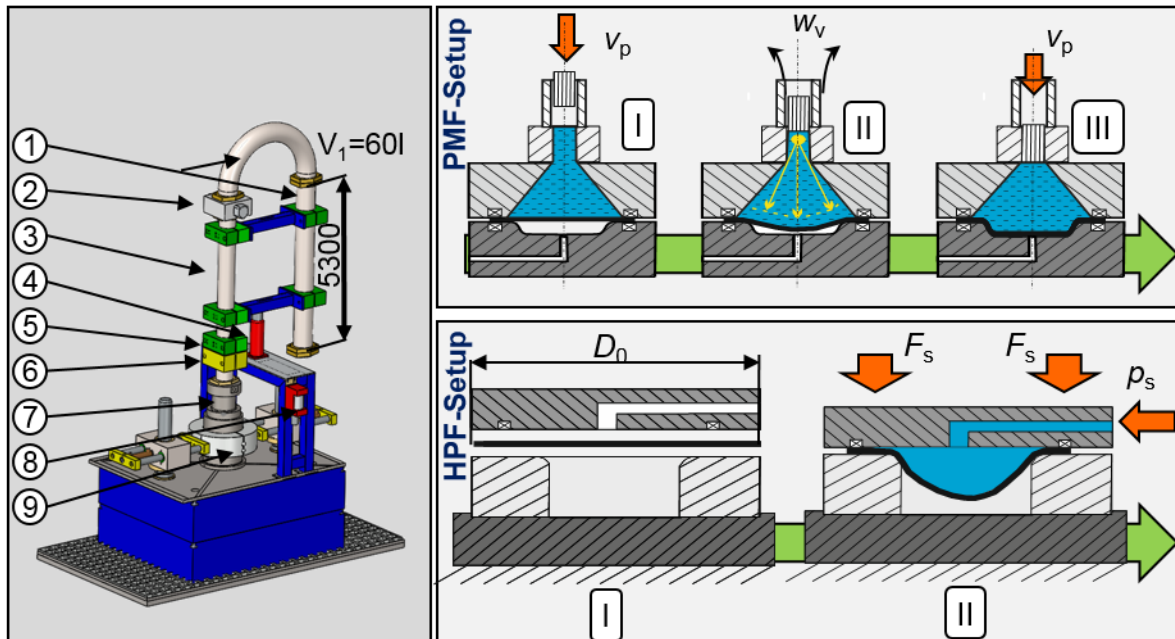 1
2
3
4
5
6
7
8
9
V1=60l
5300
PMF-Setup
vp
I
wv
II
vp
III
HPF-Setup
D0
Fs
Fs
ps
I
II